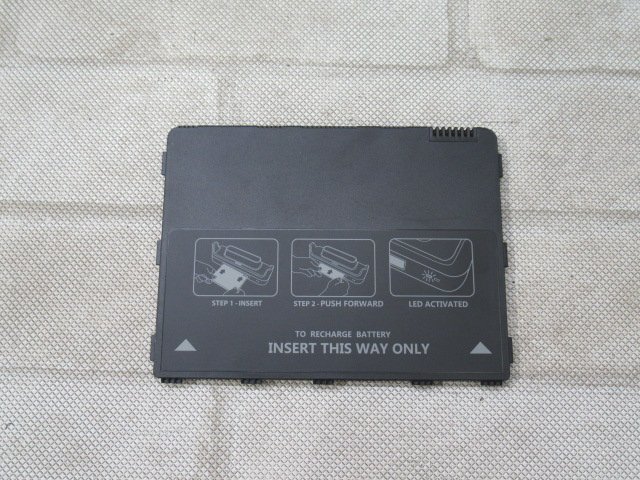 STEP 1 - INSERT
STEP 2 - PUSH FORWARD
LED ACTIVATED
TO RECHARGE BATTERY
INSERT THIS WAY ONLY